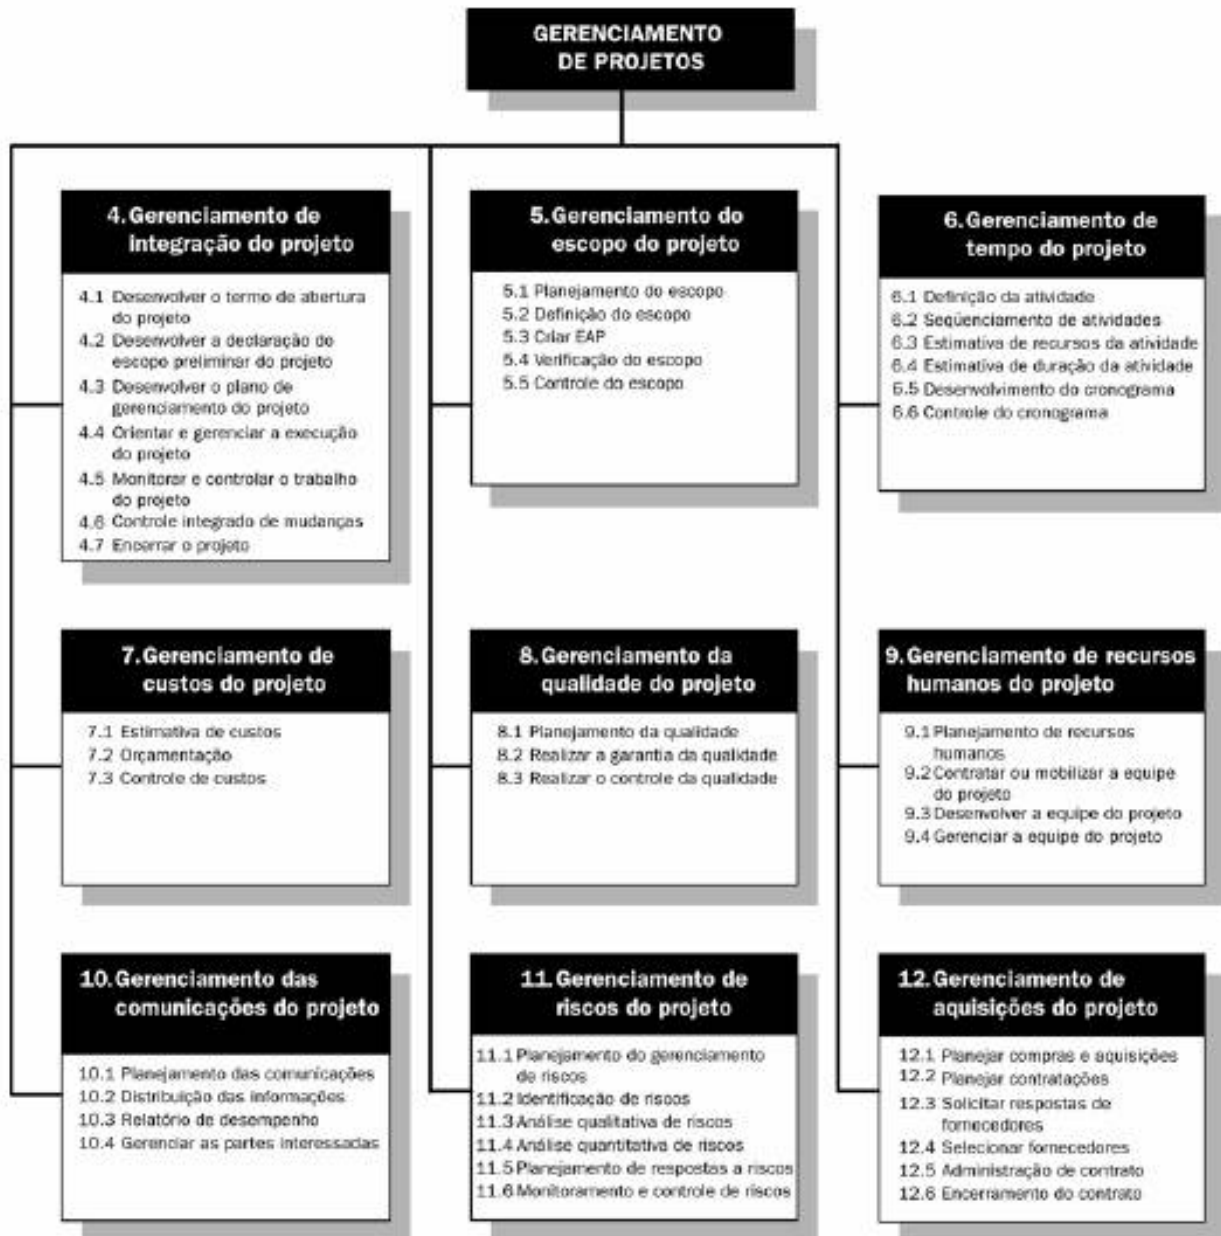 GERENCIAMENTO
DE PROJETOS
4. Gerenciamento de
integração do projeto
4.1 Desenvolver o termo de abertura
do projeto
4.2 Desenvolver a declaração do
escopo preliminar do projeto
4.3 Desenvolver o plano de
gerenciamento do projeto
4.4 Orientar e gerenciar a execução
do projeto
4.5 Monitorar e controlar o trabalho
do projeto
4.6 Controle integrado de mudanças
4.7 Encerrar o projeto
5. Gerenciamento do
escopo do projeto
5.1 Planejamento do escopo
5.2 Definição do escopo
5.3 Criar EAP
5.4 Verificação do escopo
5.5 Controle do escopo
6. Gerenciamento de
tempo do projeto
6.1 Definição da atividade
6.2 Seqüenciamento de atividades
6.3 Estimativa de recursos da atividade
6.4 Estimativa de duração da atividade
6.5 Desenvolvimento do cronograma
6.6 Controle do cronograma
7. Gerenciamento de
custos do projeto
7.1 Estimativa de custos
7.2 Orçamentação
7.3 Controle de custos
8. Gerenciamento da
qualidade do projeto
8.1 Planejamento da qualidade
8.2 Realizar a garantia da qualidade
8.3 Realizar o controle da qualidade
9. Gerenciamento de recursos
humanos do projeto
9.1 Planejamento de recursos
humanos
9.2 Contratar ou mobilizar a equipe
do projeto
9.3 Desenvolver a equipe do projeto
9.4 Gerenciar a equipe do projeto
10. Gerenciamento das
comunicações do projeto
10.1 Planejamento das comunicações
10.2 Distribuição das informações
10.3 Relatório de desempenho
10.4 Gerenciar as partes interessadas
11. Gerenciamento de
riscos do projeto
11.1 Planejamento do gerenciamento
de riscos
11.2 Identificação de riscos
11.3 Análise qualitativa de riscos
11.4 Análise quantitativa de riscos
11.5 Planejamento de respostas a riscos
11.6 Monitoramento e controle de riscos
12. Gerenciamento de
aquisições do projeto
12.1 Planejar compras e aquisições
12.2 Planejar contratações
12.3 Solicitar respostas de
fornecedores
12.4 Selecionar fornecedores
12.5 Administração de contrato
12.6 Encerramento do contrato